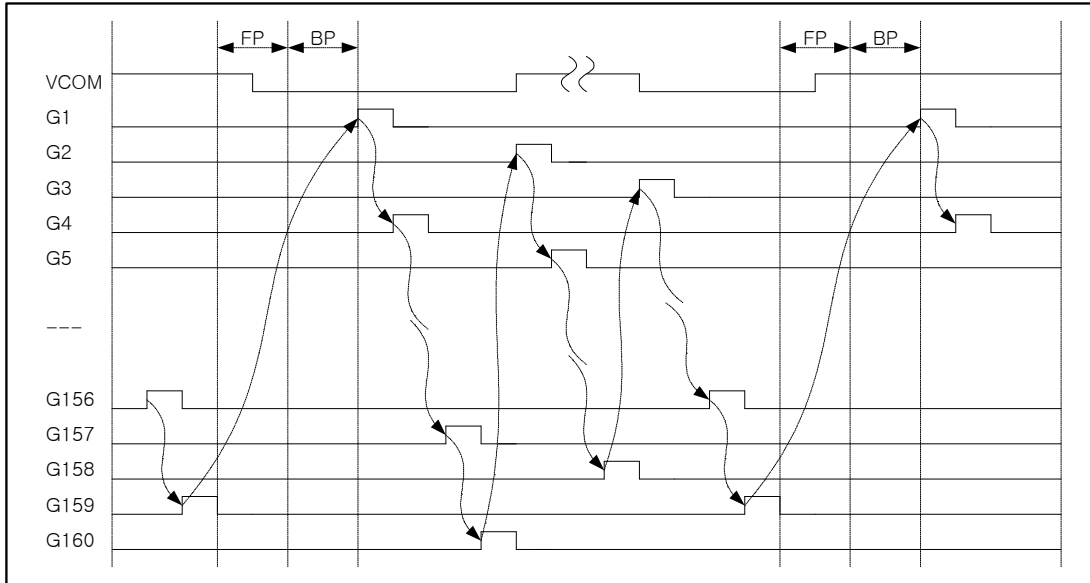 FP BP FP BP
VCOM
G1
G2
G3
G4
G5
---
G156
G157
G158
G159
G160